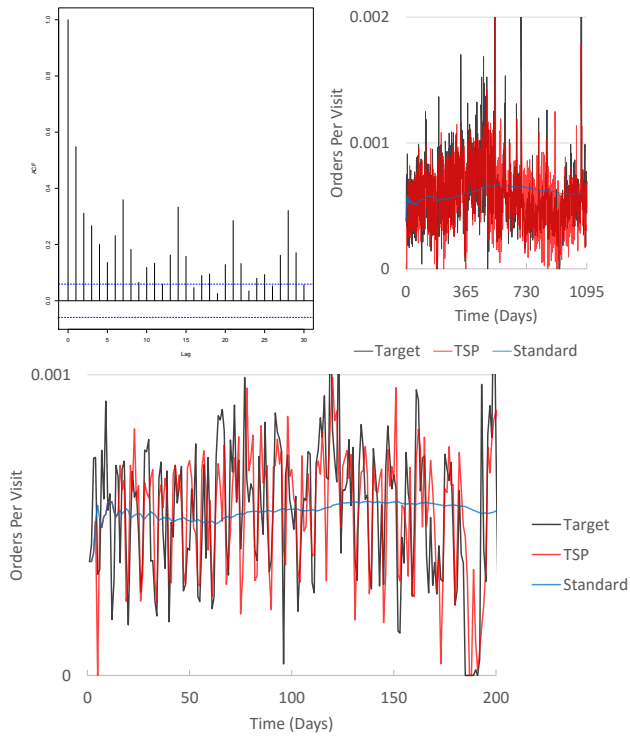 1.0
0.8
0.6
0.4
0.2
0.0
ACF
0 5 10 15 20 25 30
Lag
0.002
0.001
0
Orders Per Visit
0 365 730 1095
Time (Days)
Target TSP Standard
0.001
0
Orders Per Visit
0 50 100 150 200
Time (Days)
Target
TSP
Standard